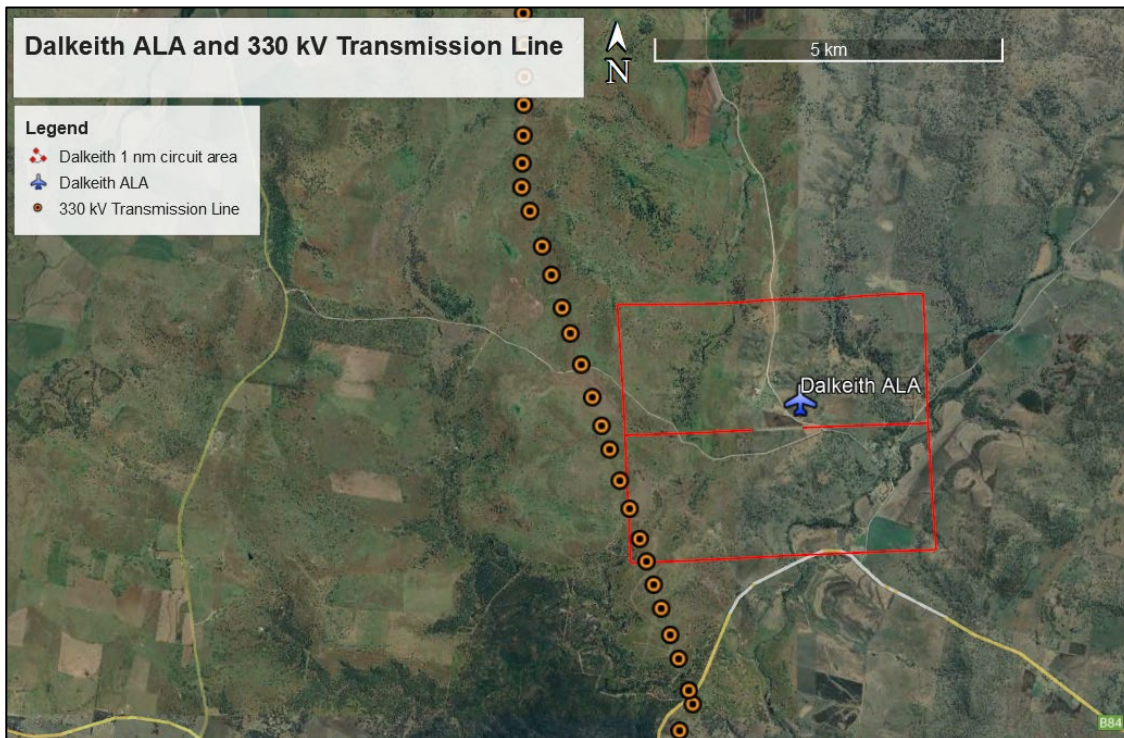 Dalkeith ALA and 330 kV Transmission Line
N
5 km
Legend
Dalkeith 1 nm circuit area
Dalkeith ALA
330 kV Transmission Line
Dalkeith ALA
B84